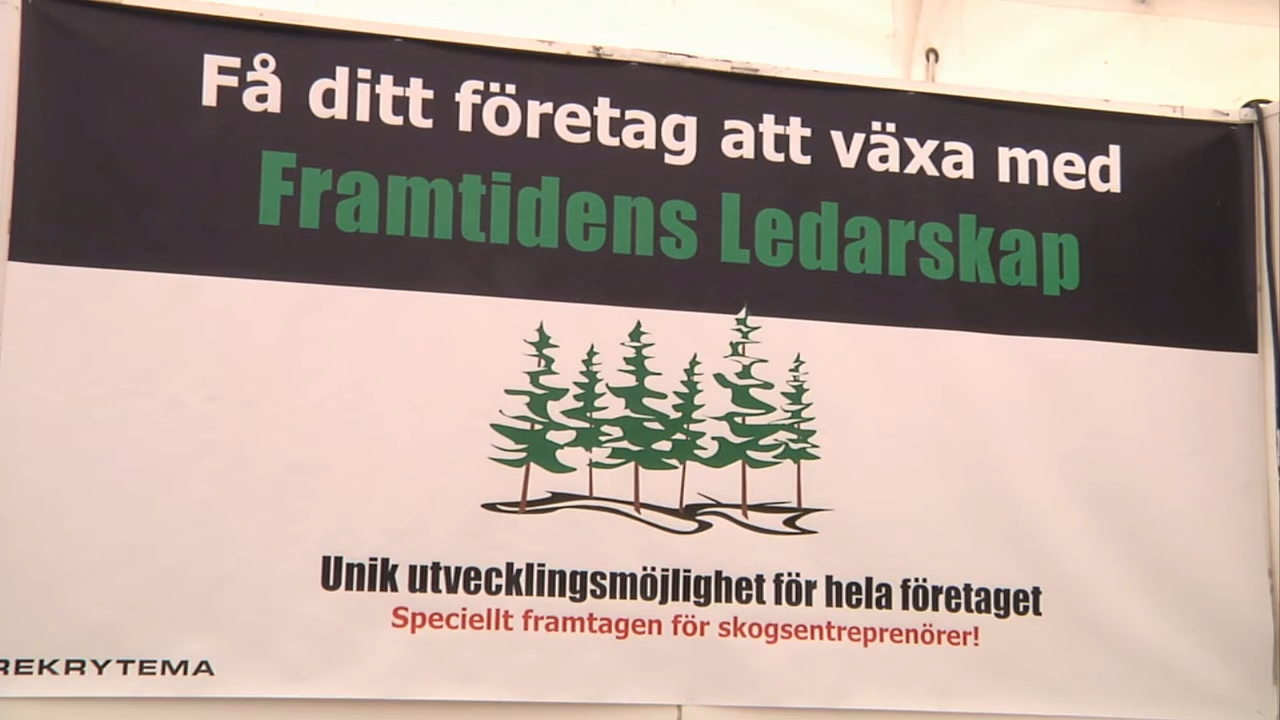 Få ditt företag att växa med
Framtidens Ledarskap
Unik utvecklingsmöjlighet för hela företaget
Speciellt framtagen för skogsentreprenörer!
REKRYTEMA